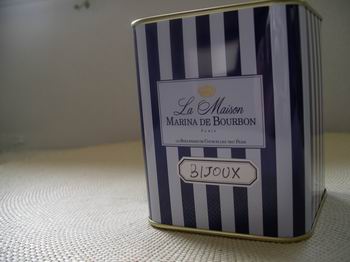 La Maison
MARINA DE BOURBON
Paris
BIJOUX